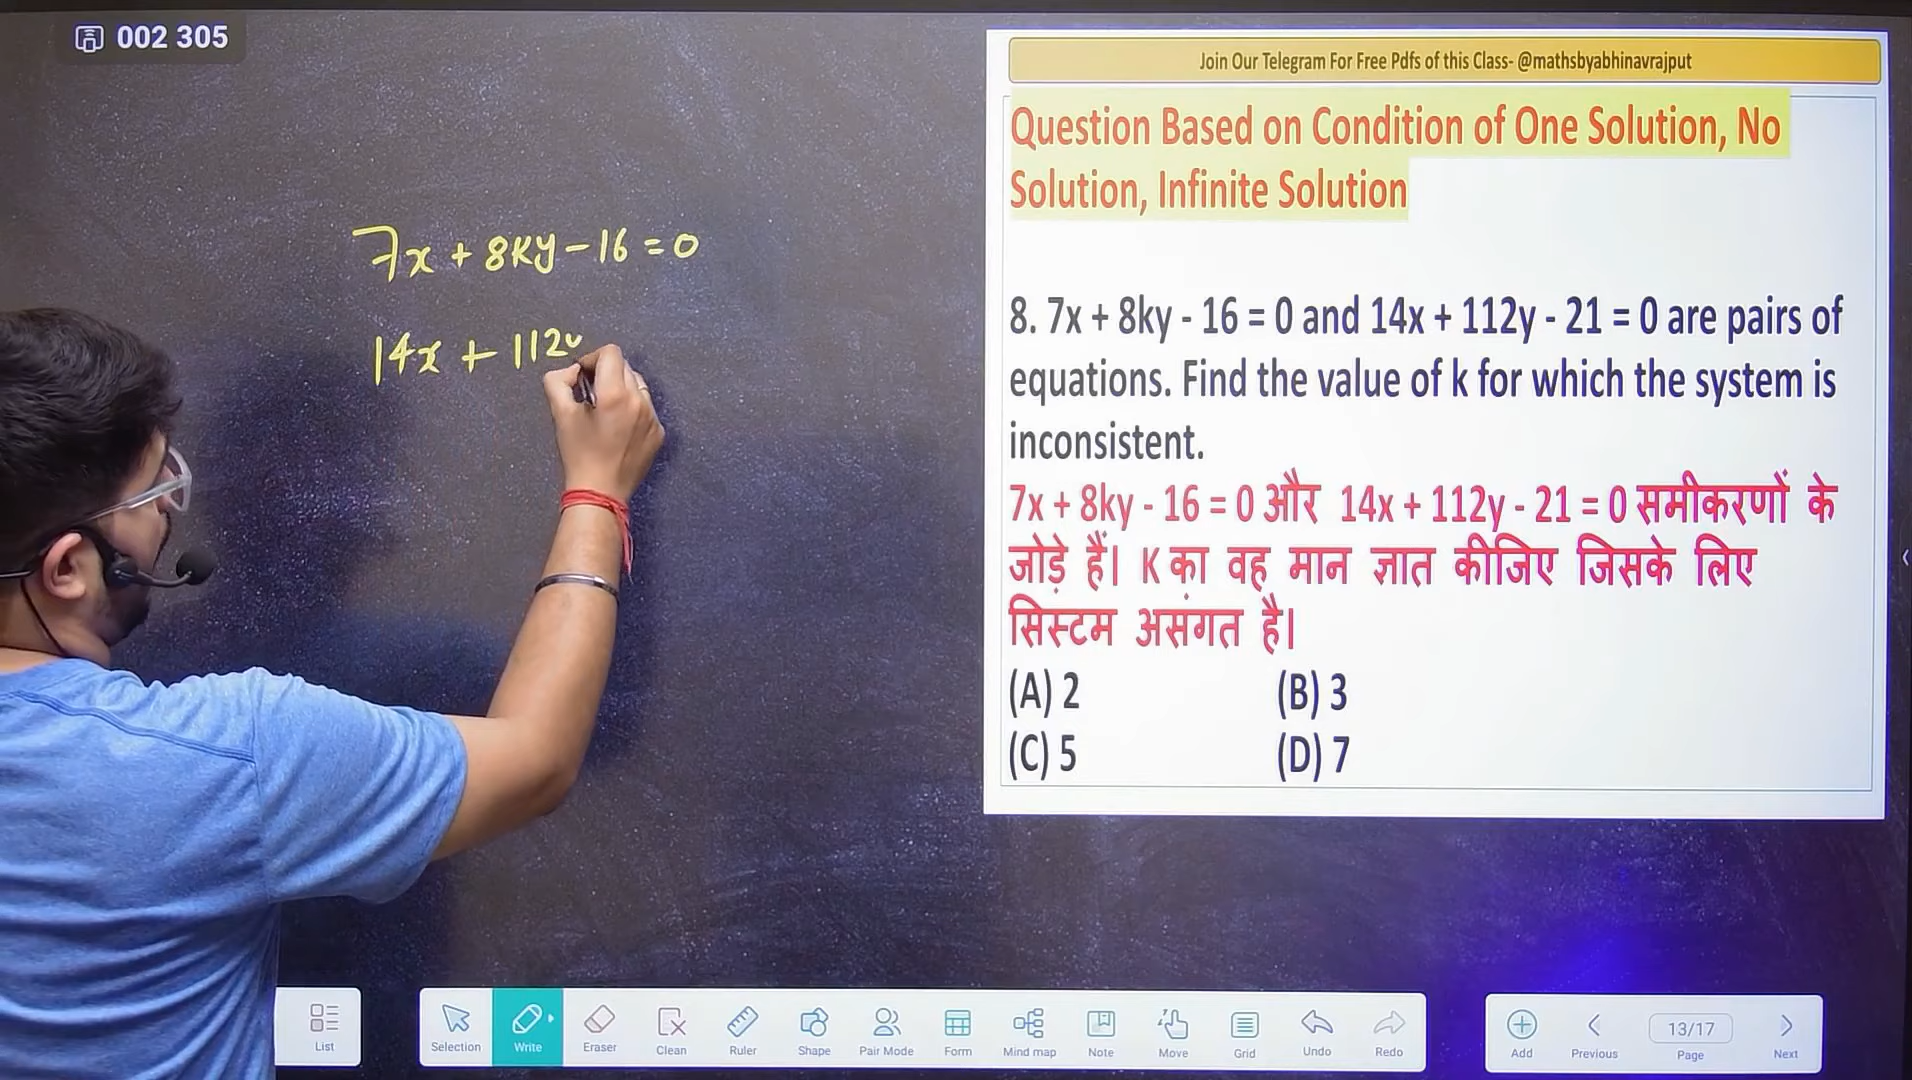 002 305
Join Our Telegram For Free Pdfs of this Class- @mathsbyabhinavrajput
Question Based on Condition of One Solution, No
Solution, Infinite Solution
7x + 8ky - 16 = 0
14x + 112y
8. 7x + 8ky - 16 = 0 and 14x + 112y - 21 = 0 are pairs of
equations. Find the value of k for which the system is
inconsistent.
7x + 8ky - 16 = 0 और 14x + 112y - 21 = 0 समीकरणों के
जोड़े हैं। K का वह मान ज्ञात कीजिए जिसके लिए
सिस्टम असंगत है।
(A) 2 (B) 3
(C) 5 (D) 7
List
Selection Write Eraser Clean Ruler Shape Pair Mode Form Mind map Note Move Grid Undo Redo
13/17
Add Previous Page Next